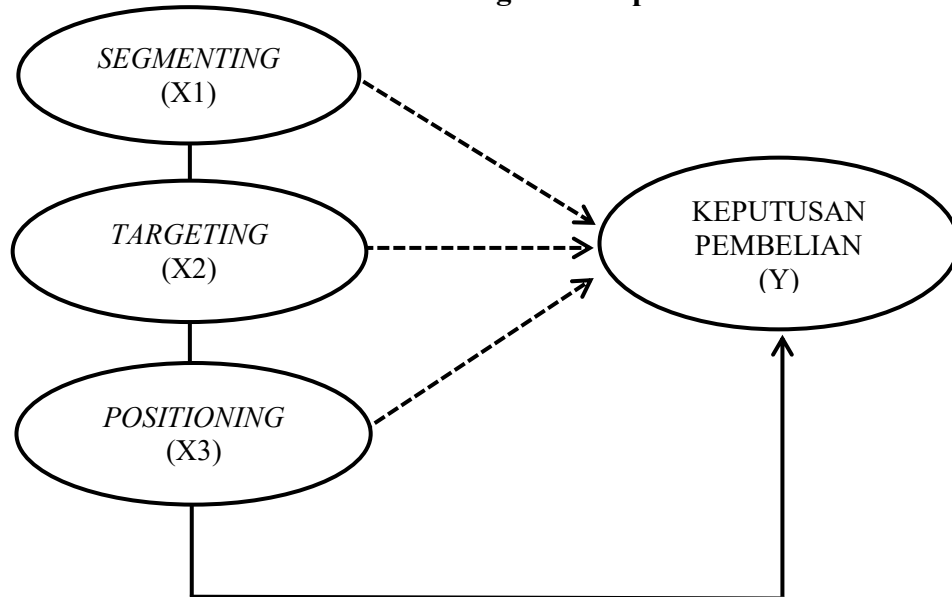 SEGMENTING
(X1)
TARGETING
(X2)
POSITIONING
(X3)
KEPUTUSAN
PEMBELIAN
(Y)